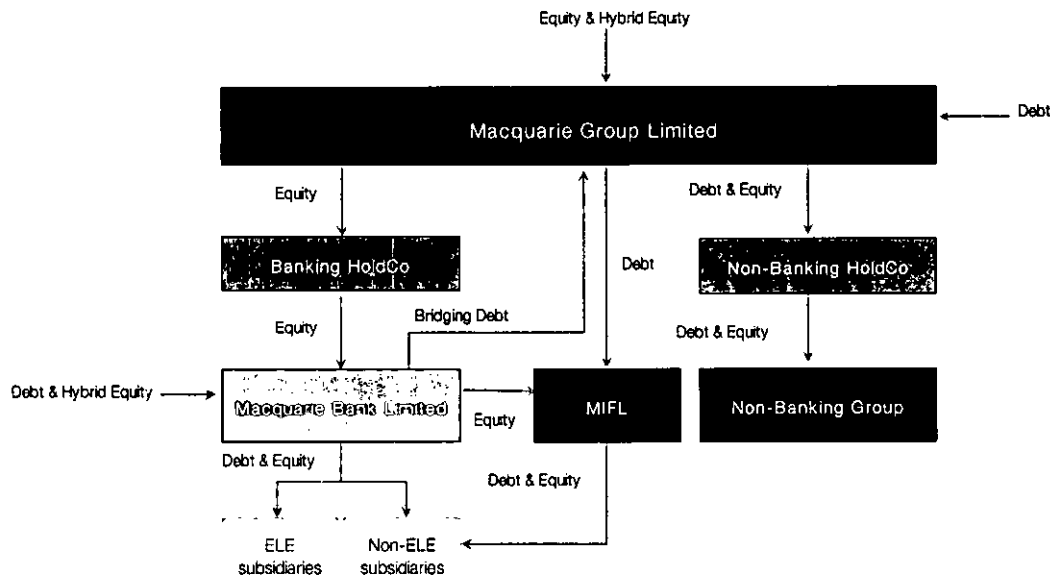 Equity & Hybrid Equity
Debt
Macquarie Group Limited
Equity
Debt & Equity
Banking HoldCo
Debt
Non-Banking HoldCo
Bridging Debt
Equity
Debt & Equity
Debt & Hybrid Equity
Macquarie Bank Limited
Equity
MIFL
Non-Banking Group
Debt & Equity
Debt & Equity
ELE
subsidiaries
Non-ELE
subsidiaries